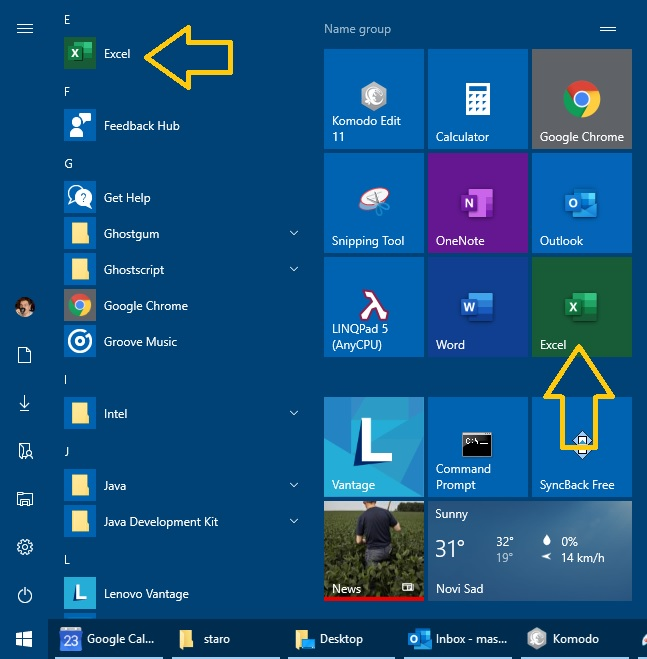 E
Excel
F
Feedback Hub
G
Get Help
Ghostgum
Ghostscript
Google Chrome
Groove Music
I
Intel
J
Java
Java Development Kit
L
Lenovo Vantage
Name group
Komodo Edit
11
Calculator
Google Chrome
Snipping Tool
OneNote
Outlook
LINQPad 5
(AnyCPU)
Word
Excel
Vantage
Command
Prompt
SyncBack Free
News
Sunny
31°
32°
19°
0%
14 km/h
Novi Sad
23
Google Cal...
staro
Desktop
Inbox - mas...
Komodo